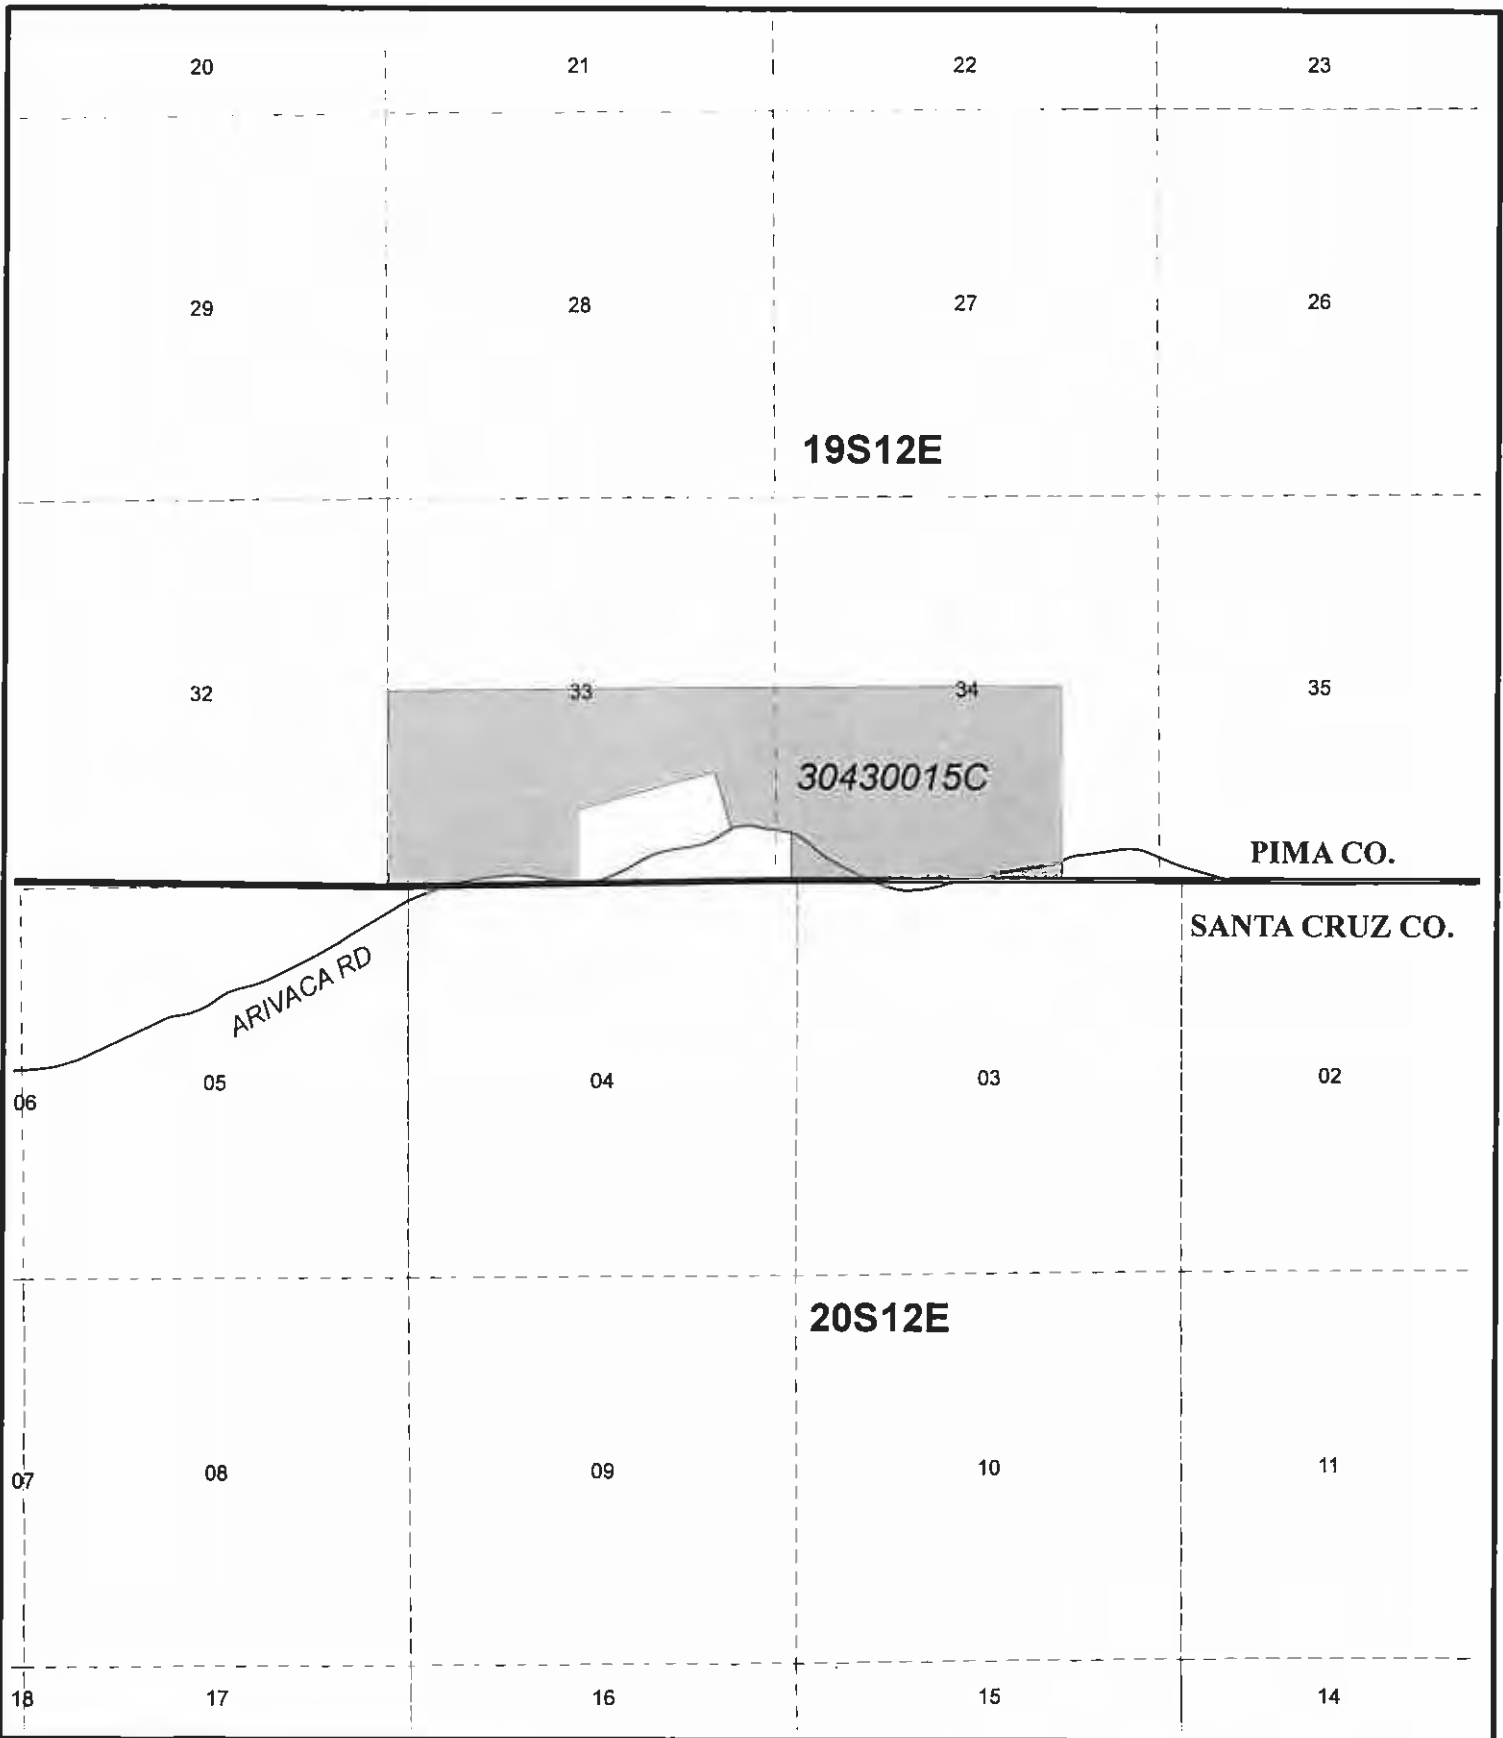 20 21 22 23
29 28 27 26
19S12E
32 33 34 35
30430015C
PIMA CO.
SANTA CRUZ CO.
ARIVACA RD
06 05 04 03 02
20S12E
07 08 09 10 11
18 17 16 15 14